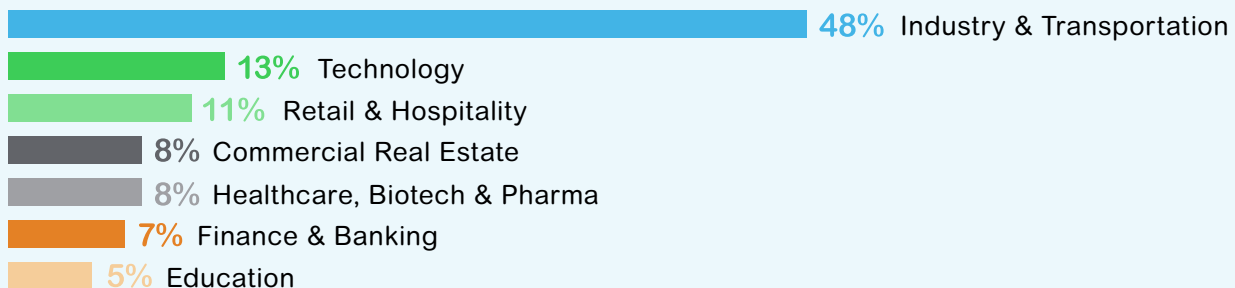 48% Industry & Transportation
13% Technology
11% Retail & Hospitality
8% Commercial Real Estate
8% Healthcare, Biotech & Pharma
7% Finance & Banking
5% Education